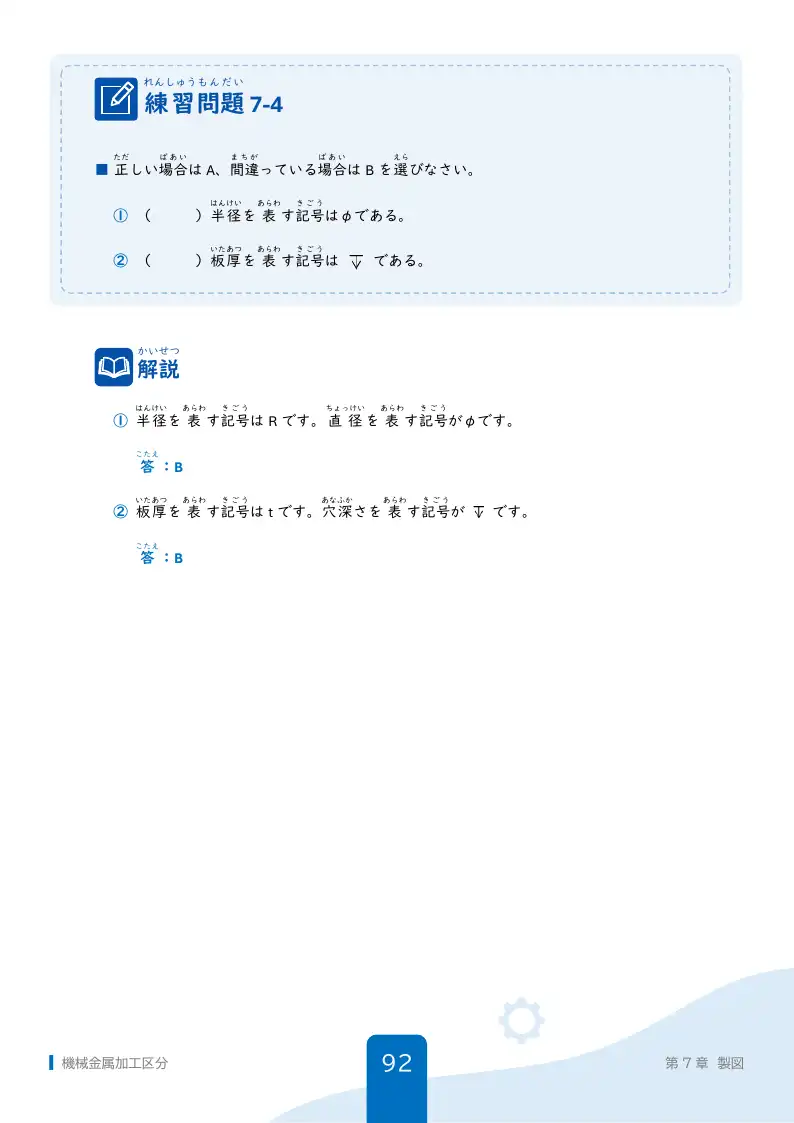 れんしゅうもんだい
練習問題 7-4
ただ ばあい まちが ばあい えら
■ 正しい場合は A、間違っている場合は B を選びなさい。
はんけい あらわ きごう
① （　　　）半径を表す記号はφである。
いたあつ あらわ きごう
② （　　　）板厚を表す記号は ↧ である。
かいせつ
解説
はんけい あらわ きごう ちょっけい あらわ きごう
① 半径を表す記号は R です。直径を表す記号がφです。
こたえ
答：B
いたあつ あらわ きごう あなふか あらわ きごう
② 板厚を表す記号は t です。穴深さを表す記号が ↧ です。
こたえ
答：B
機械金属加工区分
92
第 7 章 製図